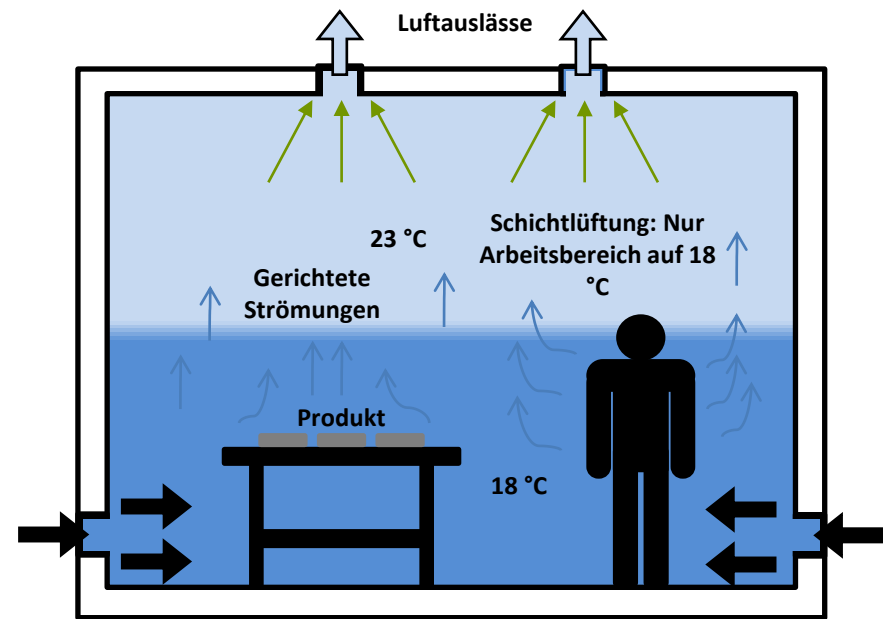 Luftauslässe
Schichtlüftung: Nur
Arbeitsbereich auf 18
°C
23 °C
Gerichtete
Strömungen
Produkt
18 °C